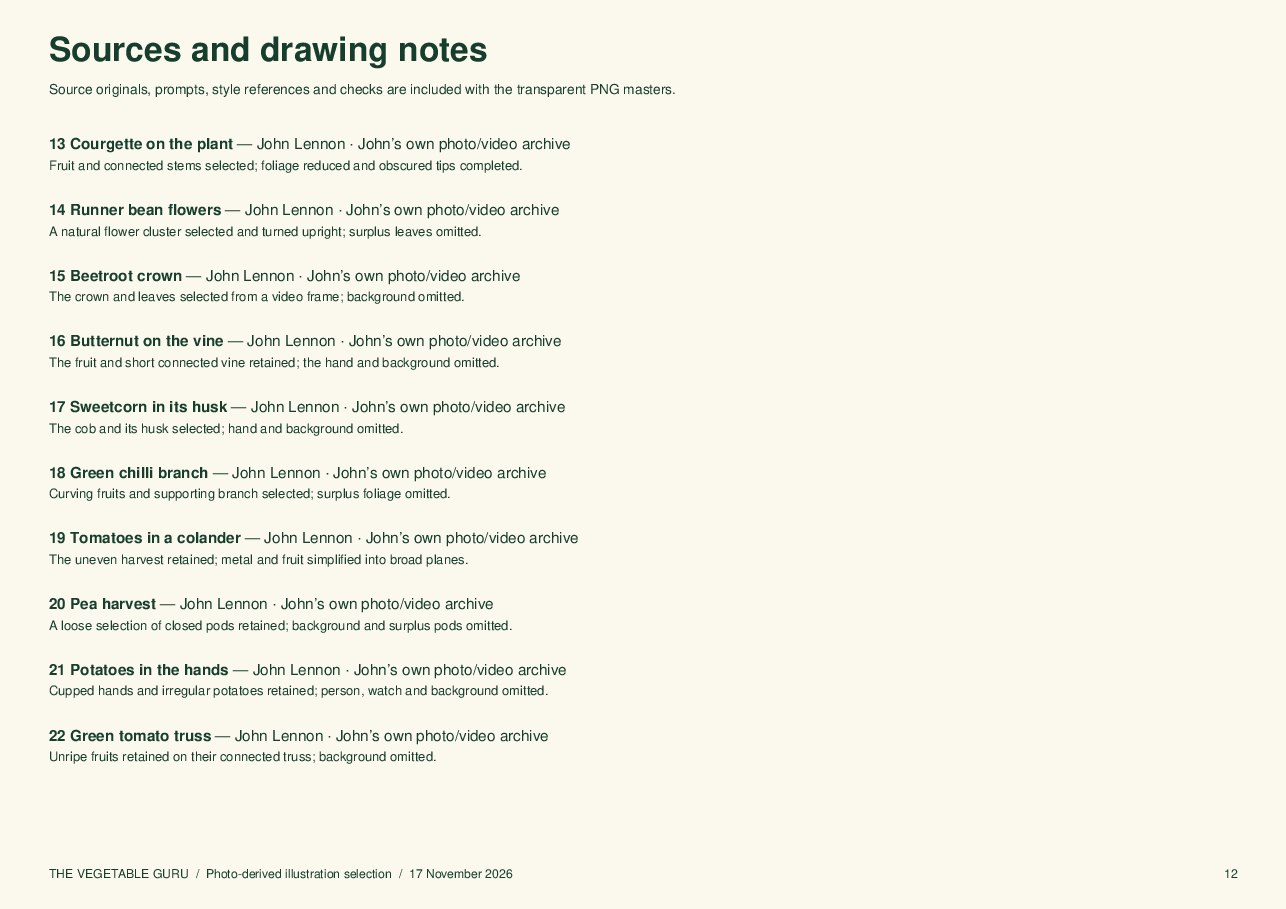 Sources and drawing notes
Source originals, prompts, style references and checks are included with the transparent PNG masters.
13 Courgette on the plant — John Lennon · John’s own photo/video archive
Fruit and connected stems selected; foliage reduced and obscured tips completed.
14 Runner bean flowers — John Lennon · John’s own photo/video archive
A natural flower cluster selected and turned upright; surplus leaves omitted.
15 Beetroot crown — John Lennon · John’s own photo/video archive
The crown and leaves selected from a video frame; background omitted.
16 Butternut on the vine — John Lennon · John’s own photo/video archive
The fruit and short connected vine retained; the hand and background omitted.
17 Sweetcorn in its husk — John Lennon · John’s own photo/video archive
The cob and its husk selected; hand and background omitted.
18 Green chilli branch — John Lennon · John’s own photo/video archive
Curving fruits and supporting branch selected; surplus foliage omitted.
19 Tomatoes in a colander — John Lennon · John’s own photo/video archive
The uneven harvest retained; metal and fruit simplified into broad planes.
20 Pea harvest — John Lennon · John’s own photo/video archive
A loose selection of closed pods retained; background and surplus pods omitted.
21 Potatoes in the hands — John Lennon · John’s own photo/video archive
Cupped hands and irregular potatoes retained; person, watch and background omitted.
22 Green tomato truss — John Lennon · John’s own photo/video archive
Unripe fruits retained on their connected truss; background omitted.
THE VEGETABLE GURU / Photo-derived illustration selection / 17 November 2026
12